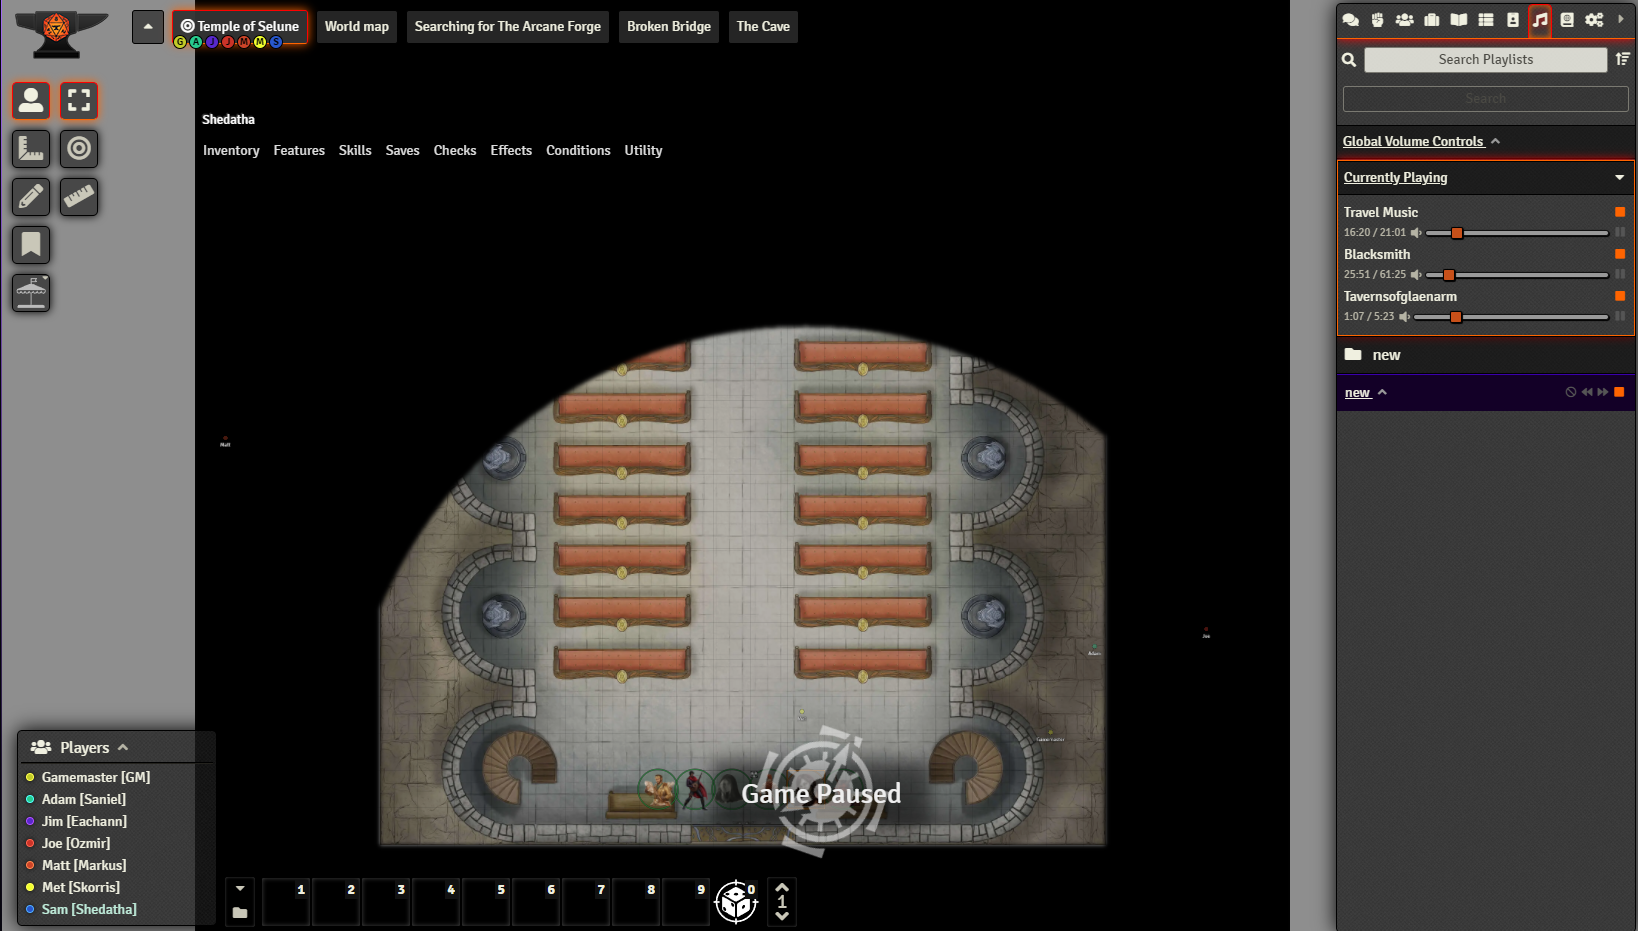 Temple of Selune
World map
Searching for The Arcane Forge
Broken Bridge
The Cave
G A J J M M S
Shedatha
Inventory Features Skills Saves Checks Effects Conditions Utility
Search Playlists
Search
Global Volume Controls
Currently Playing
Travel Music
16:20 / 21:01
Blacksmith
25:51 / 61:25
Tavernsofglaenarm
1:07 / 5:23
new
new
Matt
Joe
Adam
Gamemaster
Game Paused
Players
Gamemaster [GM]
Adam [Saniel]
Jim [Eachann]
Joe [Ozmir]
Matt [Markus]
Met [Skorris]
Sam [Shedatha]
1 2 3 4 5 6 7 8 9 0
1